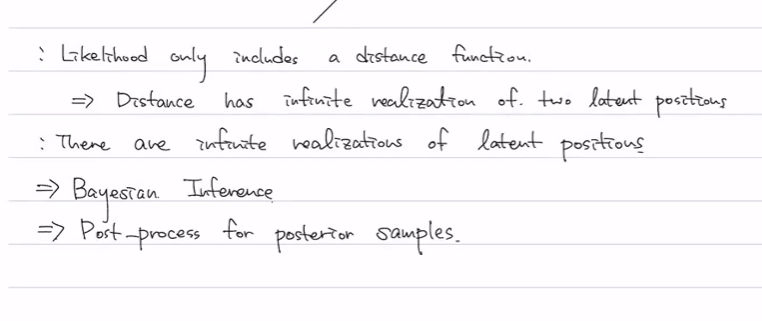 : Likelihood only includes a distance function.
⇒ Distance has infinite realization of. two latent positions
: There are infinite realizations of latent positions
⇒ Bayesian Inference
⇒ Post-process for posterior samples.